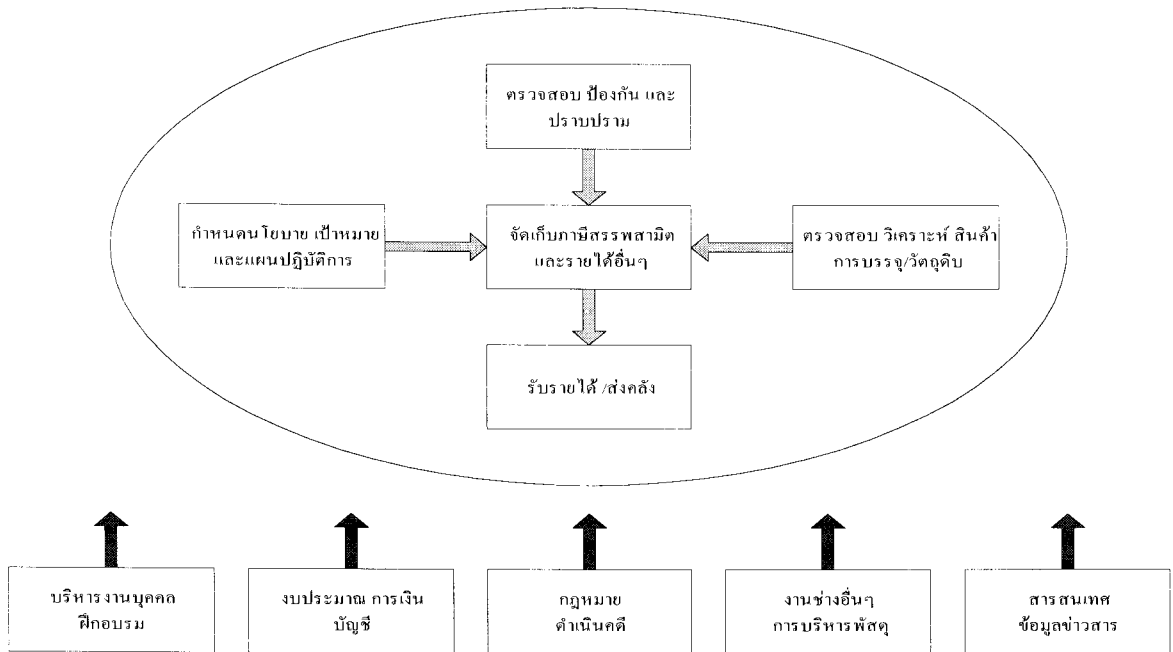 ตรวจสอบ ป้องกัน และ
ปราบปราม
กำหนดนโยบาย เป้าหมาย
และแผนปฏิบัติการ
จัดเก็บภาษีสรรพสามิต
และรายได้อื่นๆ
ตรวจสอบ วิเคราะห์ สินค้า
การบรรจุ/วัตถุดิบ
รับรายได้ /ส่งคลัง
บริหารงานบุคคล
ฝึกอบรม
งบประมาณ การเงิน
บัญชี
กฎหมาย
ดำเนินคดี
งานช่างอื่นๆ
การบริหารพัสดุ
สารสนเทศ
ข้อมูลข่าวสาร